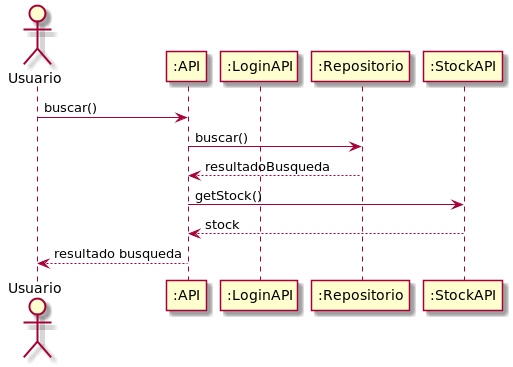 Usuario
:API
:LoginAPI
:Repositorio
:StockAPI
buscar()
buscar()
resultadoBusqueda
getStock()
stock
resultado busqueda
Usuario
:API
:LoginAPI
:Repositorio
:StockAPI